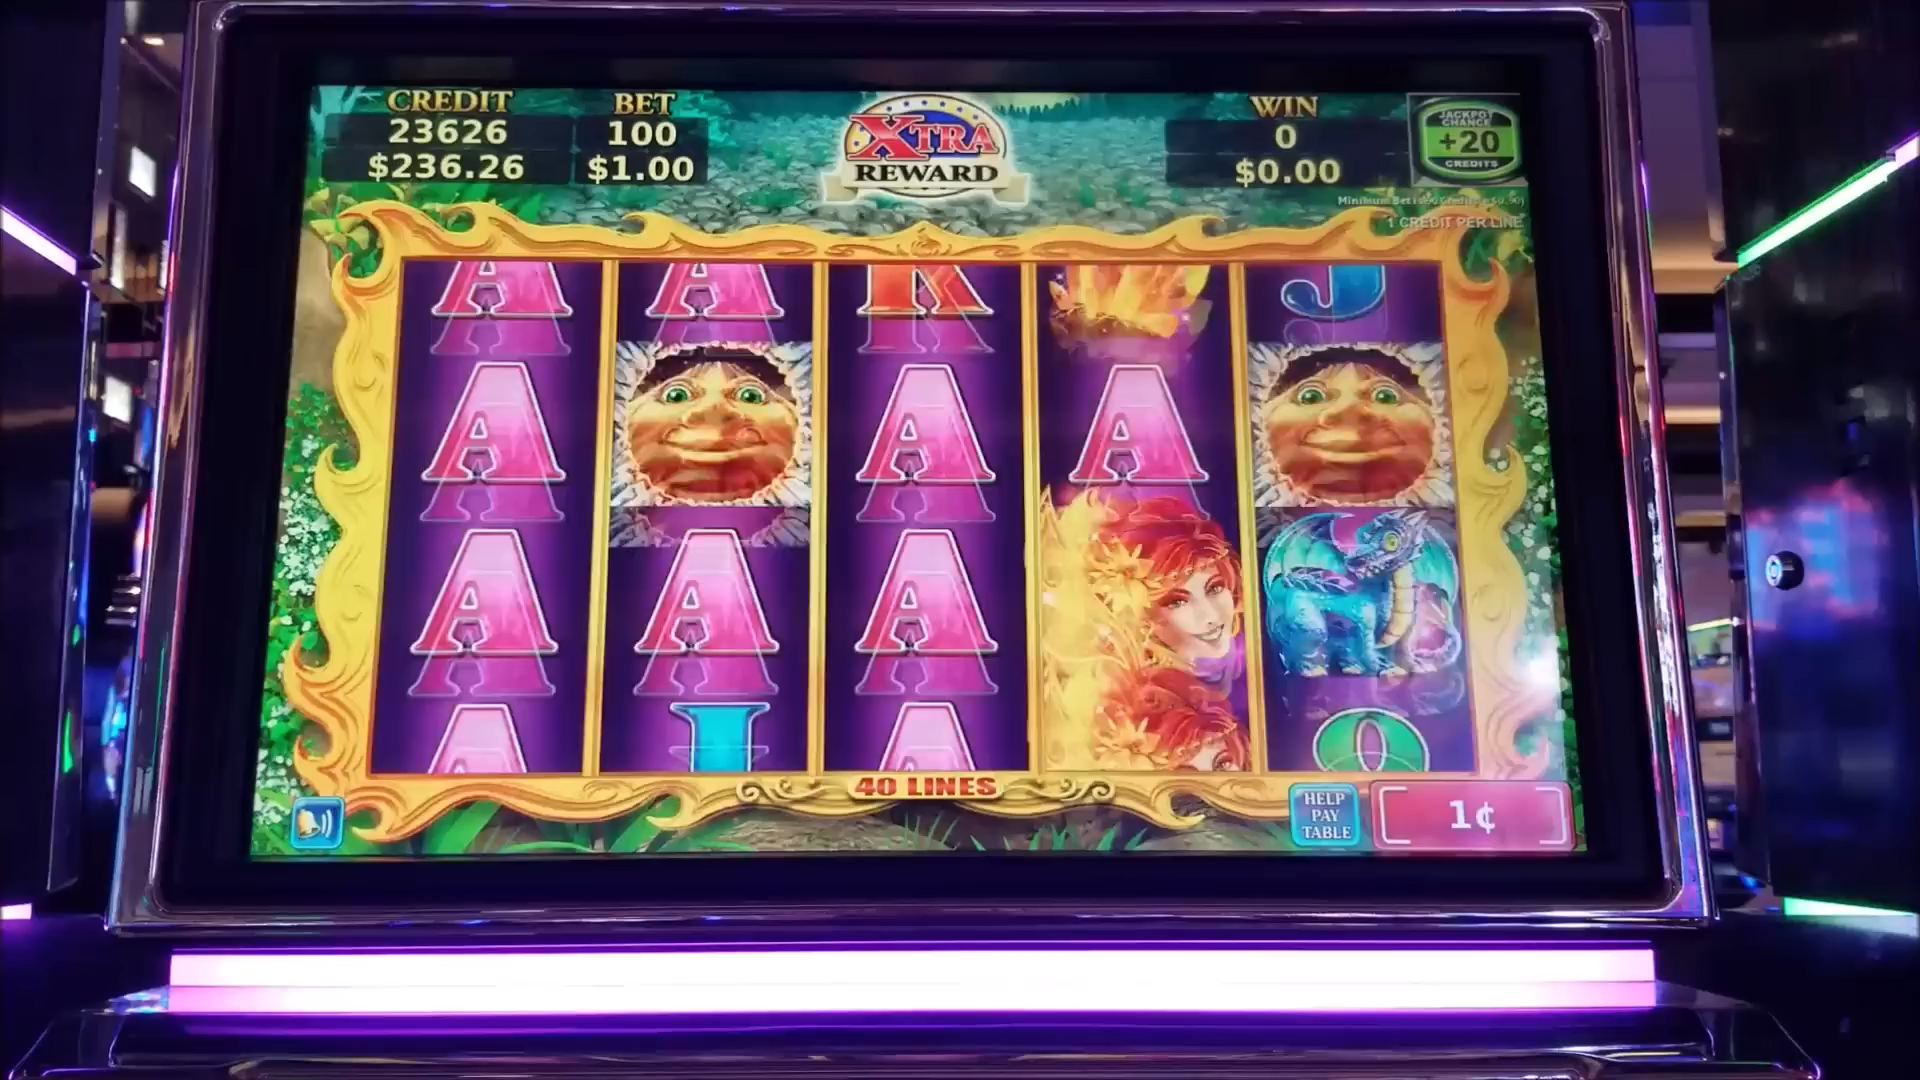 CREDIT
23626
$236.26
BET
100
$1.00
XTRA
REWARD
WIN
0
$0.00
JACKPOT
CHANCE
+20
CREDITS
1 CREDIT PER LINE
A A K J
A A A
A A A
A J A Q
40 LINES
HELP
PAY
TABLE
1¢